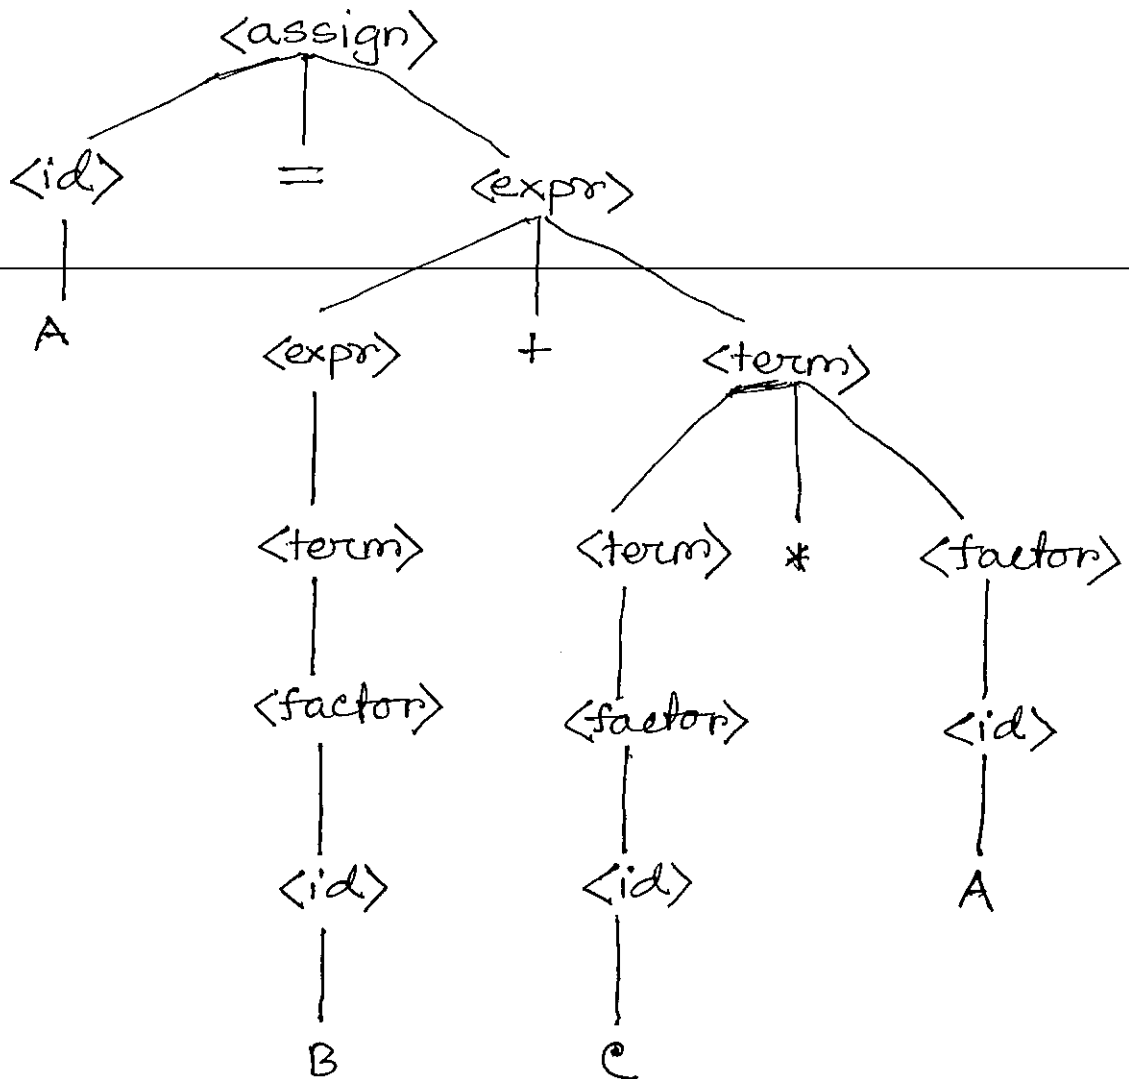 <assign>
<id> = <expr>
A <expr> + <term>
<term> <term> * <factor>
<factor> <factor> <id>
<id> <id> A
B C